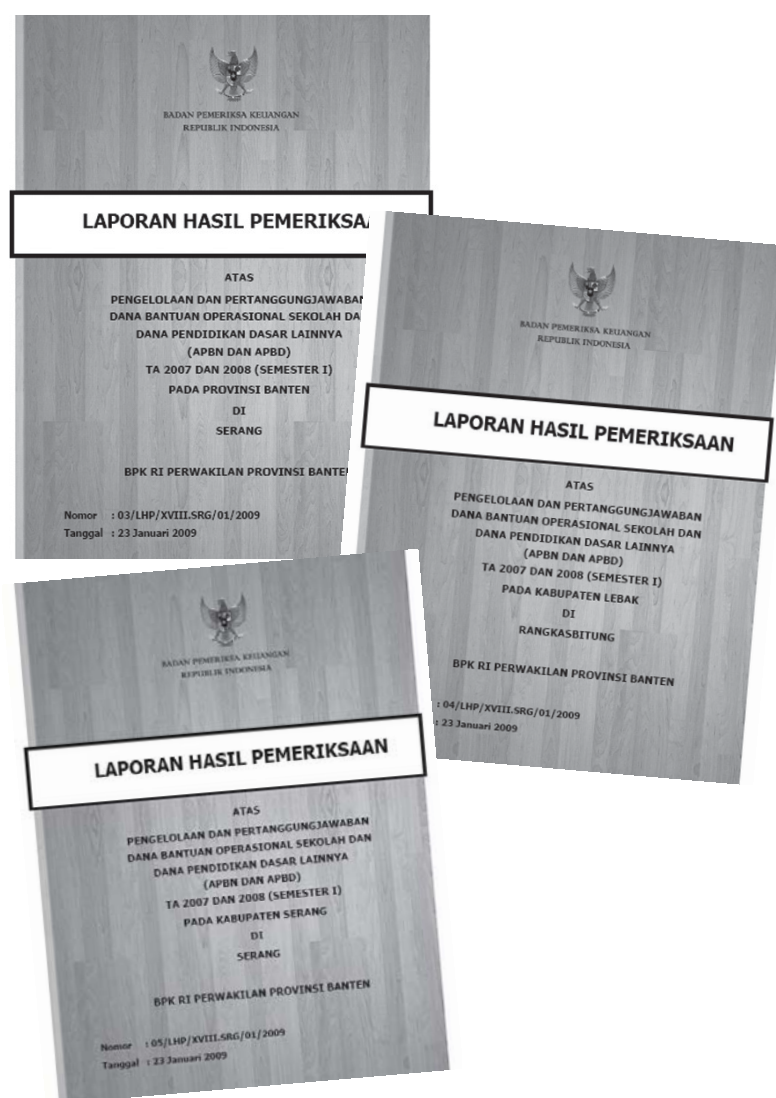 BADAN PEMERIKSA KEUANGAN
REPUBLIK INDONESIA
LAPORAN HASIL PEMERIKSA
ATAS
PENGELOLAAN DAN PERTANGGUNGJAWABAN
DANA BANTUAN OPERASIONAL SEKOLAH DA
DANA PENDIDIKAN DASAR LAINNYA
(APBN DAN APBD)
TA 2007 DAN 2008 (SEMESTER I)
PADA PROVINSI BANTEN
DI
SERANG
BPK RI PERWAKILAN PROVINSI BANTE
Nomor : 03/LHP/XVIII.SRG/01/2009
Tanggal : 23 Januari 2009
BADAN PEMERIKSA KEUANGAN
REPUBLIK INDONESIA
LAPORAN HASIL PEMERIKSAAN
ATAS
PENGELOLAAN DAN PERTANGGUNGJAWABAN
DANA BANTUAN OPERASIONAL SEKOLAH DAN
DANA PENDIDIKAN DASAR LAINNYA
(APBN DAN APBD)
TA 2007 DAN 2008 (SEMESTER I)
PADA KABUPATEN LEBAK
DI
RANGKASBITUNG
BPK RI PERWAKILAN PROVINSI BANTEN
: 04/LHP/XVIII.SRG/01/2009
: 23 Januari 2009
BADAN PEMERIKSA KEUANGAN
REPUBLIK INDONESIA
LAPORAN HASIL PEMERIKSAAN
ATAS
PENGELOLAAN DAN PERTANGGUNGJAWABAN
DANA BANTUAN OPERASIONAL SEKOLAH DAN
DANA PENDIDIKAN DASAR LAINNYA
(APBN DAN APBD)
TA 2007 DAN 2008 (SEMESTER I)
PADA KABUPATEN SERANG
DI
SERANG
BPK RI PERWAKILAN PROVINSI BANTEN
Nomor : 05/LHP/XVIII.SRG/01/2009
Tanggal : 23 Januari 2009